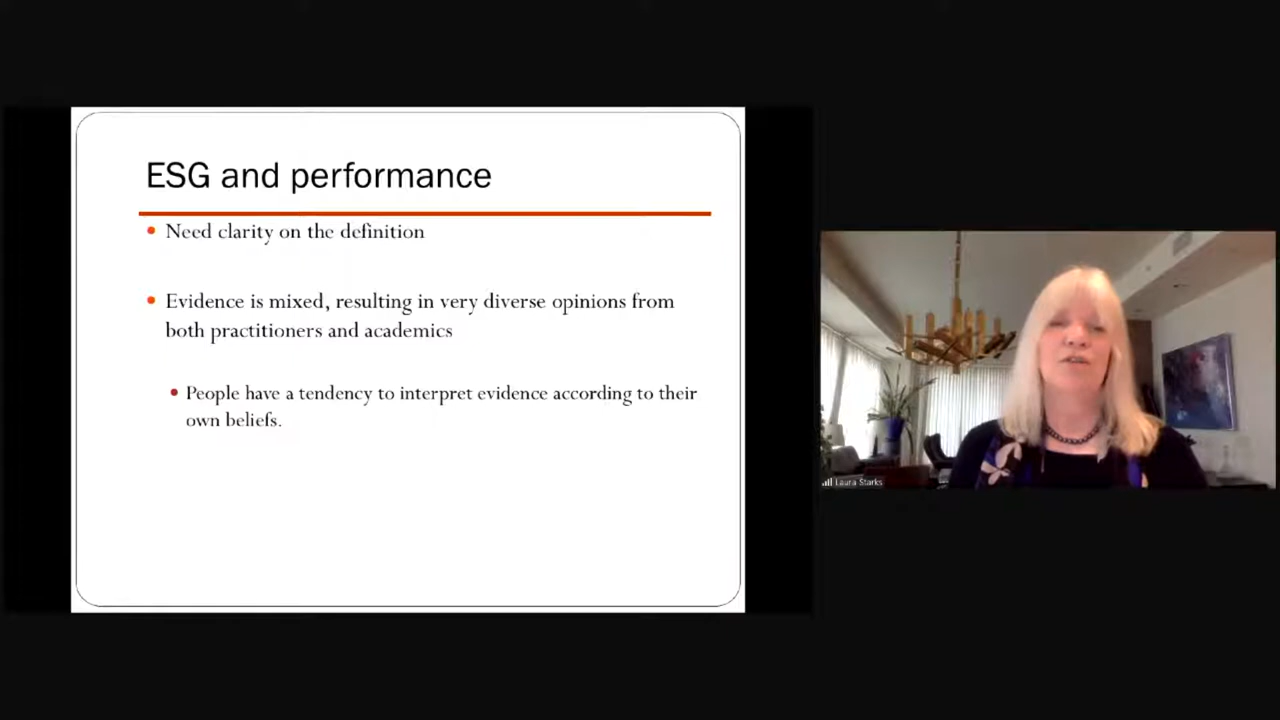 ESG and performance
Need clarity on the definition
Evidence is mixed, resulting in very diverse opinions from
both practitioners and academics
People have a tendency to interpret evidence according to their
own beliefs.
Laura Starks